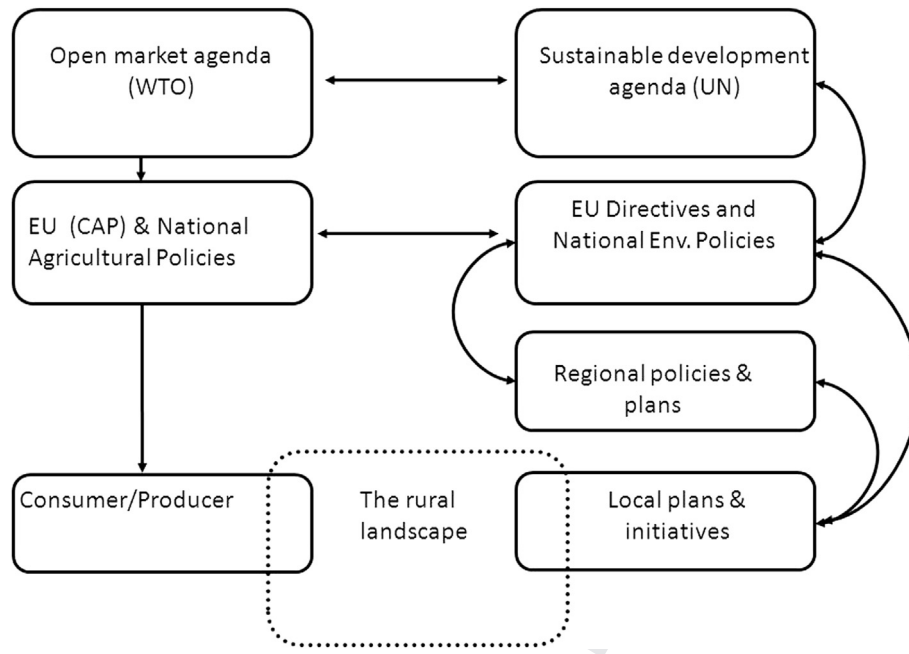 Open market agenda
(WTO)
Sustainable development
agenda (UN)
EU (CAP) & National
Agricultural Policies
EU Directives and
National Env. Policies
Regional policies &
plans
Consumer/Producer
The rural
landscape
Local plans &
initiatives